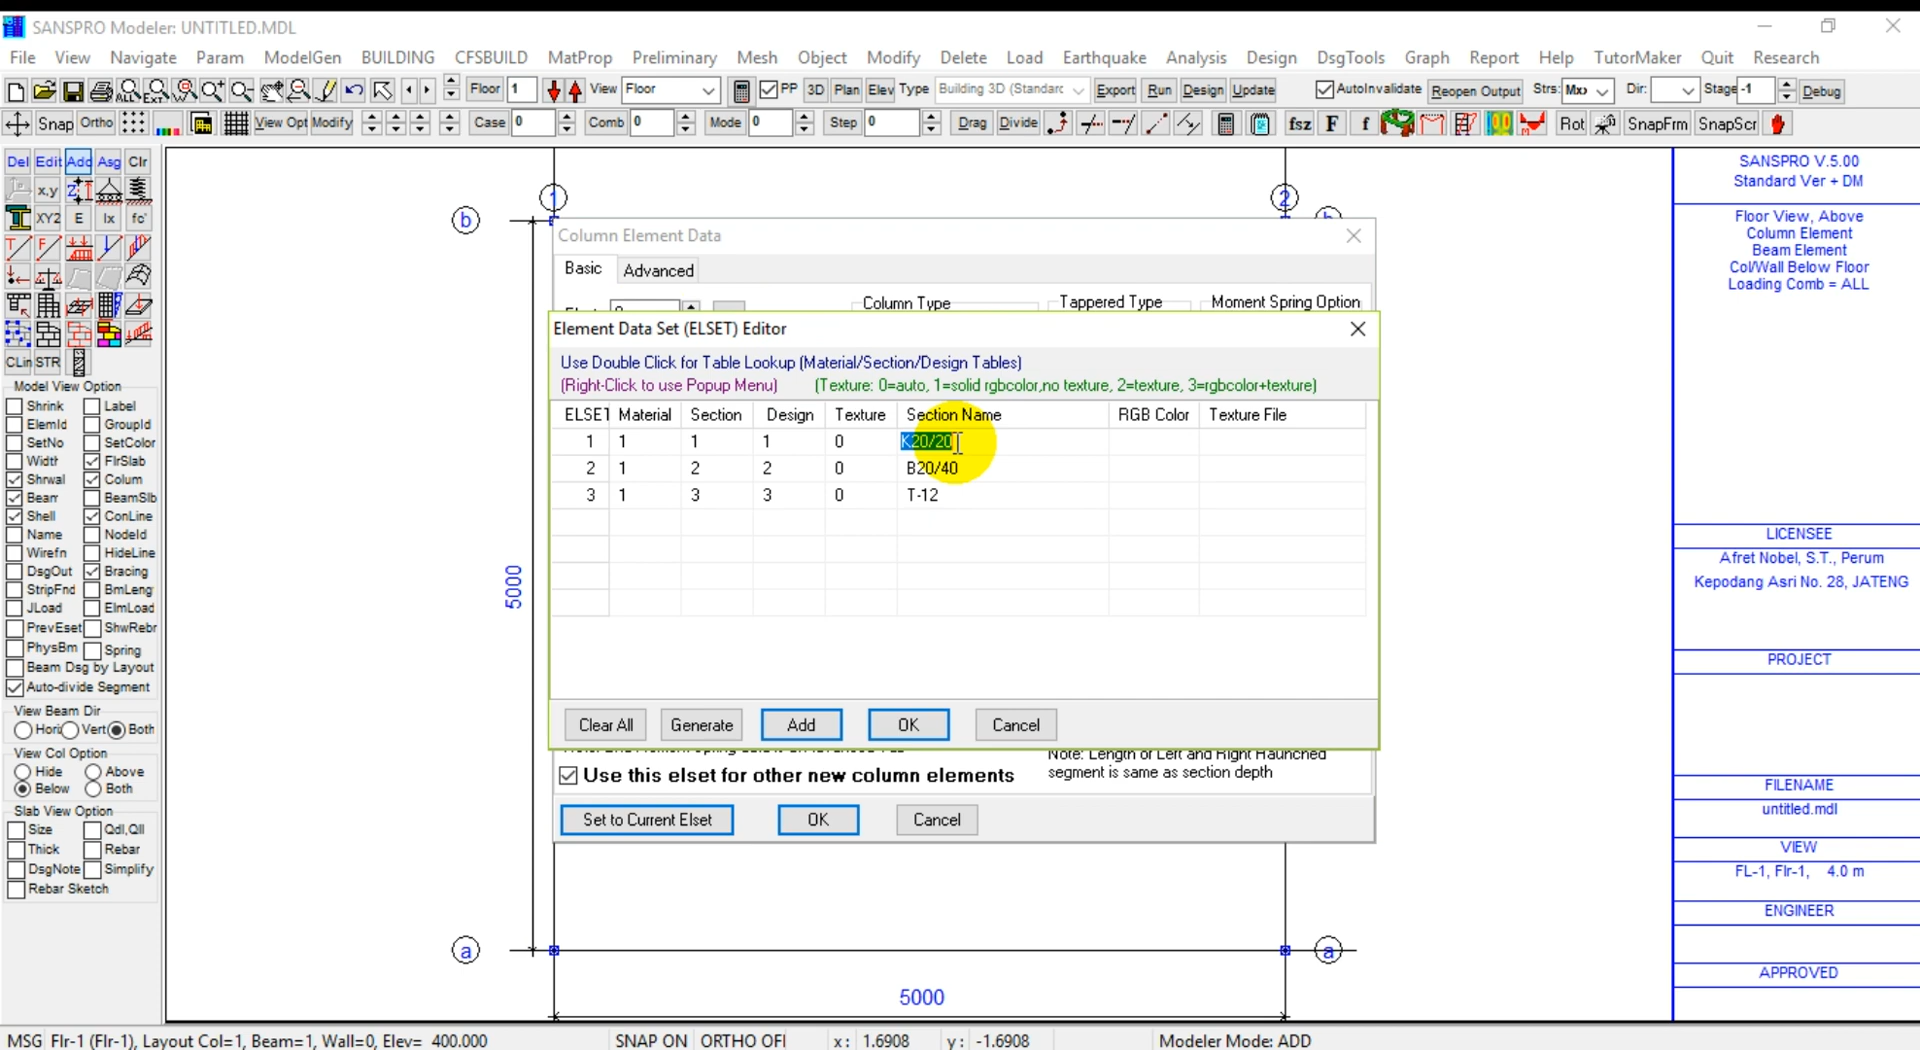 SANSPRO Modeler: UNTITLED.MDL
File View Navigate Param ModelGen BUILDING CFSBUILD MatProp Preliminary Mesh Object Modify Delete Load Earthquake Analysis Design DsgTools Graph Report Help TutorMaker Quit Research
ALL EXT Floor 1 View Floor PP 3D Plan Elev Type Building 3D (Standarc Export Run Design Update AutoInvalidate Reopen Output Strs: Mxx Dir: Stage -1 Debug
Snap Ortho View Opt Modify Case 0 Comb 0 Mode 0 Step 0 Drag Divide fsz F f Rot SnapFrm SnapScr
Del Edit Add Asg Clr
x,y Z
XY2 E Ix fc'
T F
CLin STR
Model View Option
Shrink Label
ElemId GroupId
SetNo SetColor
Width FlrSlab
Shrwal Colum
Bearr BeamSlb
Shell ConLine
Name NodeId
Wirefn HideLine
DsgOut Bracing
StripFnd BmLeng
JLoad ElmLoad
PrevEset ShwRebr
PhysBm Spring
Beam Dsg by Layout
Auto-divide Segment
View Beam Dir
Hori Vert Both
View Col Option
Hide Above
Below Both
Slab View Option
Size Qdl,Qll
Thick Rebar
DsgNote Simplify
Rebar Sketch
1 2
b
Column Element Data
Basic Advanced
Column Type Tappered Type Moment Spring Option
Element Data Set (ELSET) Editor
Use Double Click for Table Lookup (Material/Section/Design Tables)
(Right-Click to use Popup Menu) (Texture: 0=auto, 1=solid rgbcolor,no texture, 2=texture, 3=rgbcolor+texture)
ELSET Material Section Design Texture Section Name RGB Color Texture File
1 1 1 1 0 K20/20
2 1 2 2 0 B20/40
3 1 3 3 0 T-12
Clear All Generate Add OK Cancel
Note: Length of Left and Right Haunched
segment is same as section depth
Use this elset for other new column elements
Set to Current Elset OK Cancel
5000
a a
5000
SANSPRO V.5.00
Standard Ver + DM
Floor View, Above
Column Element
Beam Element
Col/Wall Below Floor
Loading Comb = ALL
LICENSEE
Afret Nobel, S.T., Perum
Kepodang Asri No. 28, JATENG
PROJECT
FILENAME
untitled.mdl
VIEW
FL-1, Flr-1, 4.0 m
ENGINEER
APPROVED
MSG Flr-1 (Flr-1), Layout Col=1, Beam=1, Wall=0, Elev= 400.000 SNAP ON ORTHO OFI x: 1.6908 y: -1.6908 Modeler Mode: ADD